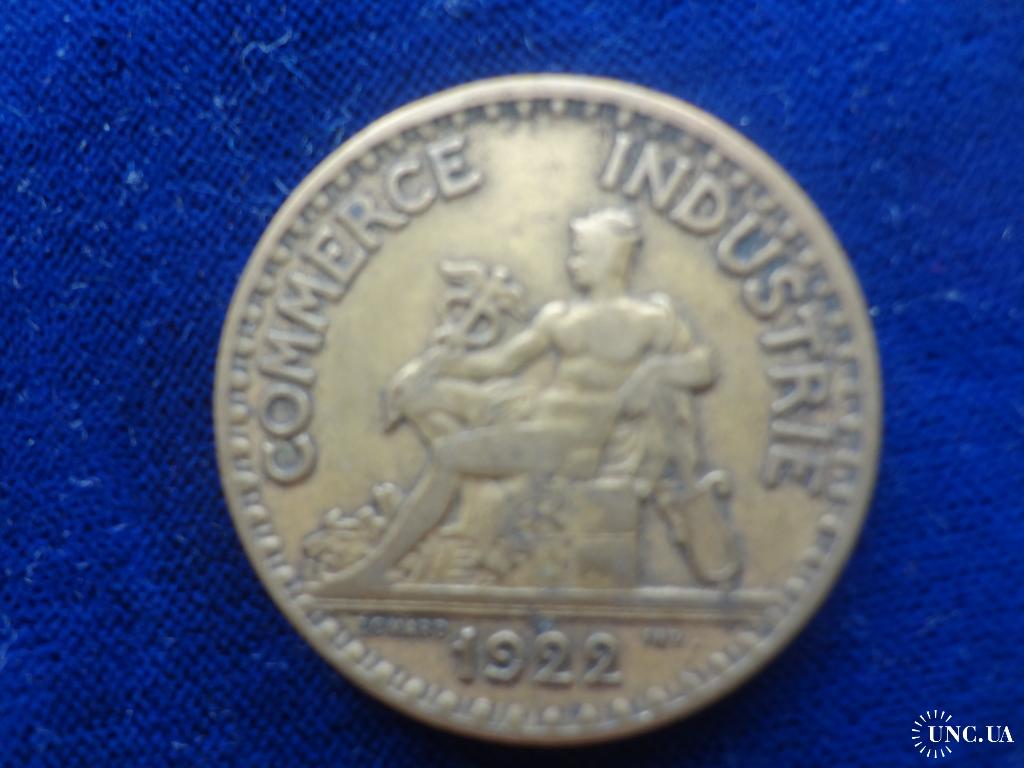 COMMERCE INDUSTRIE
1922
UNC.UA